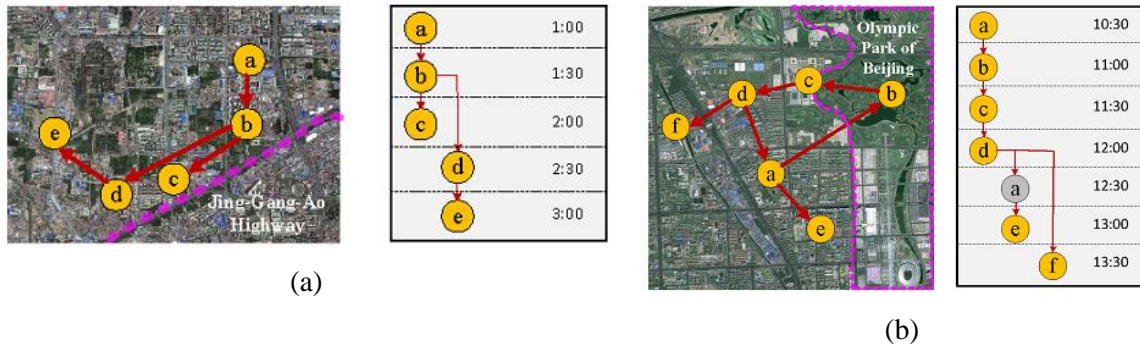 a
b
c
d
e
Jing-Gang-Ao
Highway
a 1:00
b 1:30
c 2:00
d 2:30
e 3:00
(a)
Olympic
Park of
Beijing
c
b
d
f
a
e
a 10:30
b 11:00
c 11:30
d 12:00
a 12:30
e 13:00
f 13:30
(b)